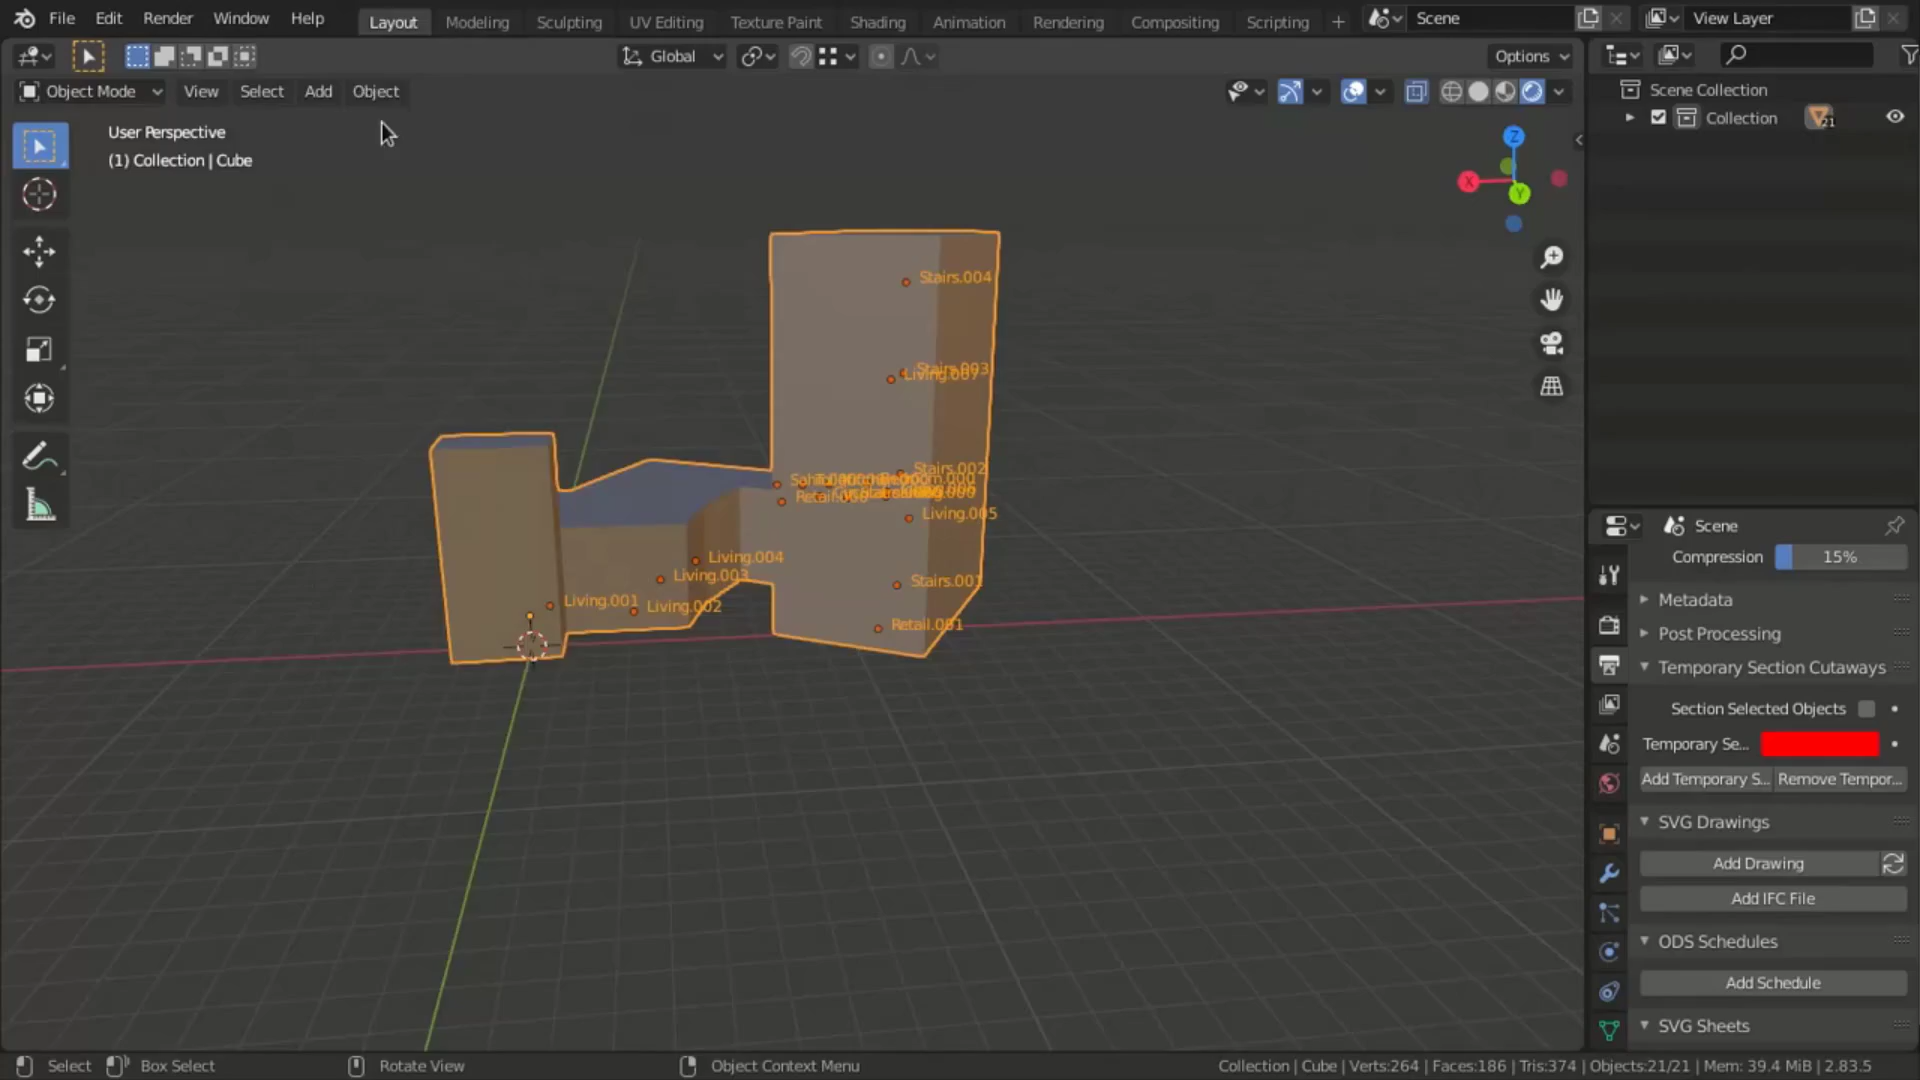 File Edit Render Window Help
Layout Modeling Sculpting UV Editing Texture Paint Shading Animation Rendering Compositing Scripting +
Scene
View Layer
Global
Options
Object Mode View Select Add Object
User Perspective
(1) Collection | Cube
Z
X
Y
Stairs.004
Stairs.003
Living.007
Stairs.002
Living.005
Living.004
Living.003
Living.001
Living.002
Stairs.001
Retail.001
Scene Collection
Collection
21
Scene
Compression 15%
Metadata
Post Processing
Temporary Section Cutaways
Section Selected Objects
Temporary Se...
Add Temporary S... Remove Tempor...
SVG Drawings
Add Drawing
Add IFC File
ODS Schedules
Add Schedule
SVG Sheets
Select Box Select Rotate View Object Context Menu
Collection | Cube | Verts:264 | Faces:186 | Tris:374 | Objects:21/21 | Mem: 39.4 MiB | 2.83.5